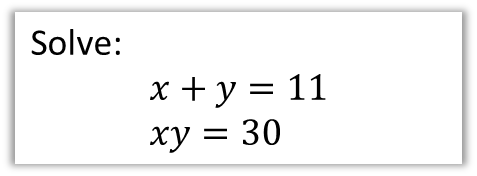 Solve:
x + y = 11
xy = 30